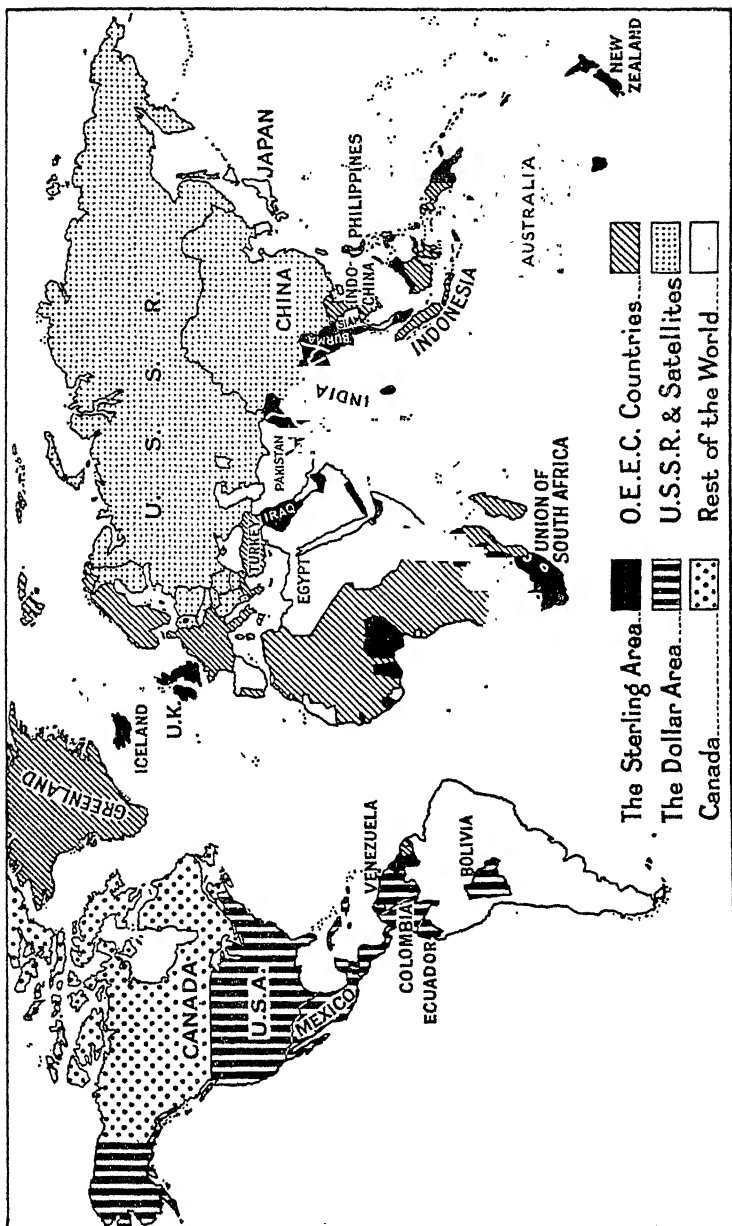 GREENLAND
ICELAND
U.K.
CANADA
U.S.A.
MEXICO
VENEZUELA
COLOMBIA
ECUADOR
BOLIVIA
U. S. S. R.
TURKEY
IRAQ
EGYPT
PAKISTAN
INDIA
CHINA
BURMA
SIAM
INDO-
CHINA
JAPAN
PHILIPPINES
INDONESIA
UNION OF
SOUTH AFRICA
AUSTRALIA
NEW
ZEALAND
The Sterling Area
The Dollar Area
Canada
O.E.E.C. Countries
U.S.S.R. & Satellites
Rest of the World